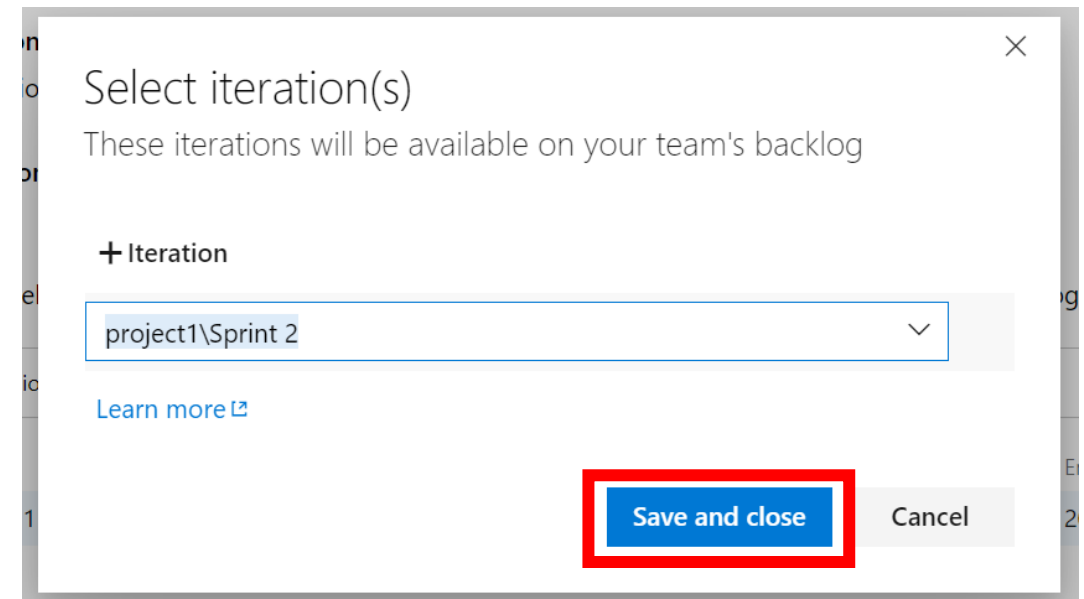 Select iteration(s)
These iterations will be available on your team's backlog
+ Iteration
project1\Sprint 2
Learn more
Save and close
Cancel
1